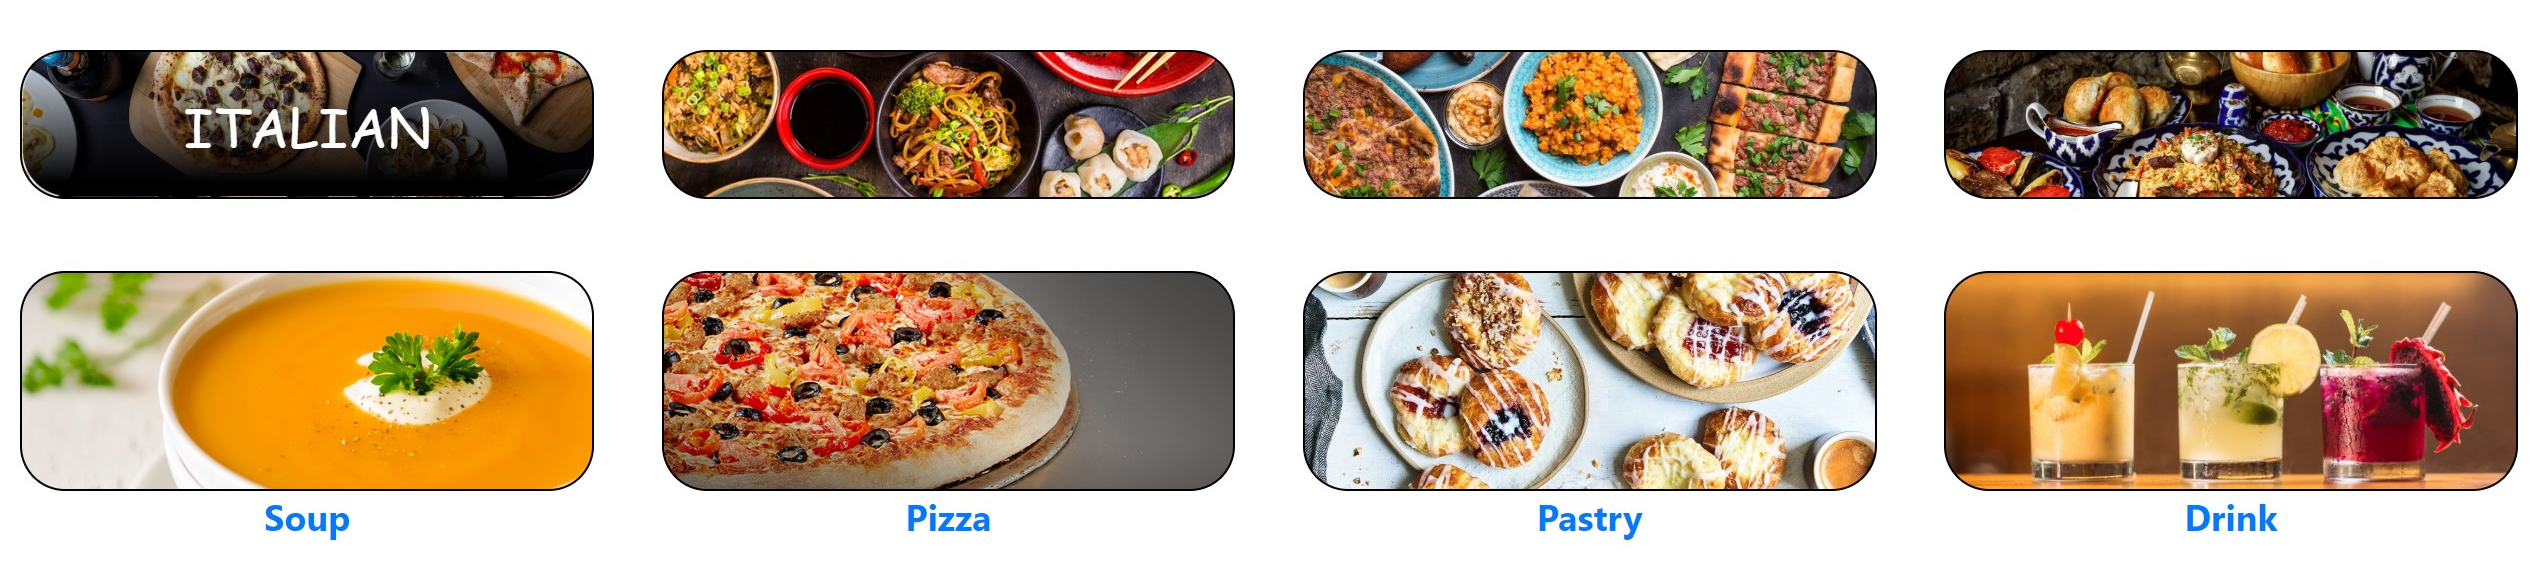 ITALIAN
Soup
Pizza
Pastry
Drink